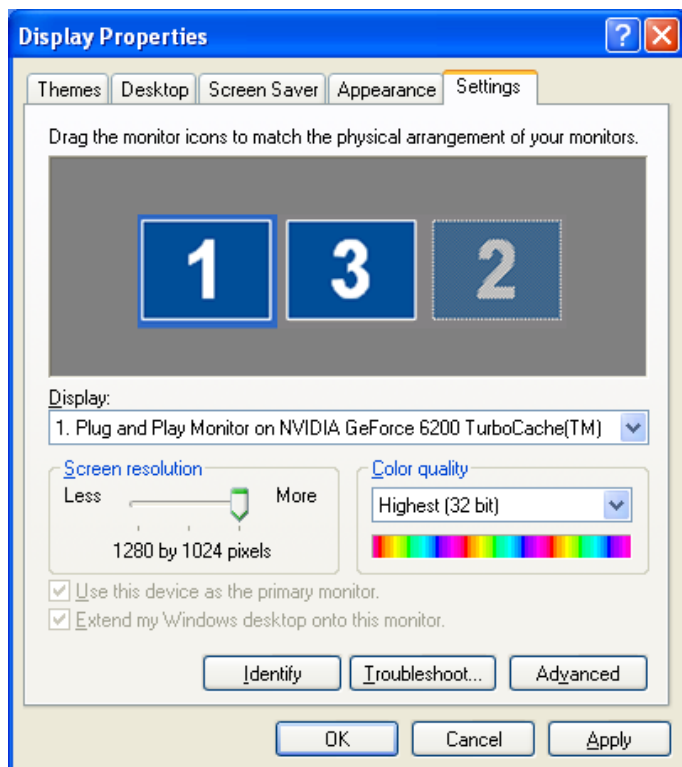 Display Properties
Themes Desktop Screen Saver Appearance Settings
Drag the monitor icons to match the physical arrangement of your monitors.
1 3 2
Display:
1. Plug and Play Monitor on NVIDIA GeForce 6200 TurboCache(TM)
Screen resolution
Less More
1280 by 1024 pixels
Color quality
Highest (32 bit)
Use this device as the primary monitor.
Extend my Windows desktop onto this monitor.
Identify Troubleshoot... Advanced
OK Cancel Apply